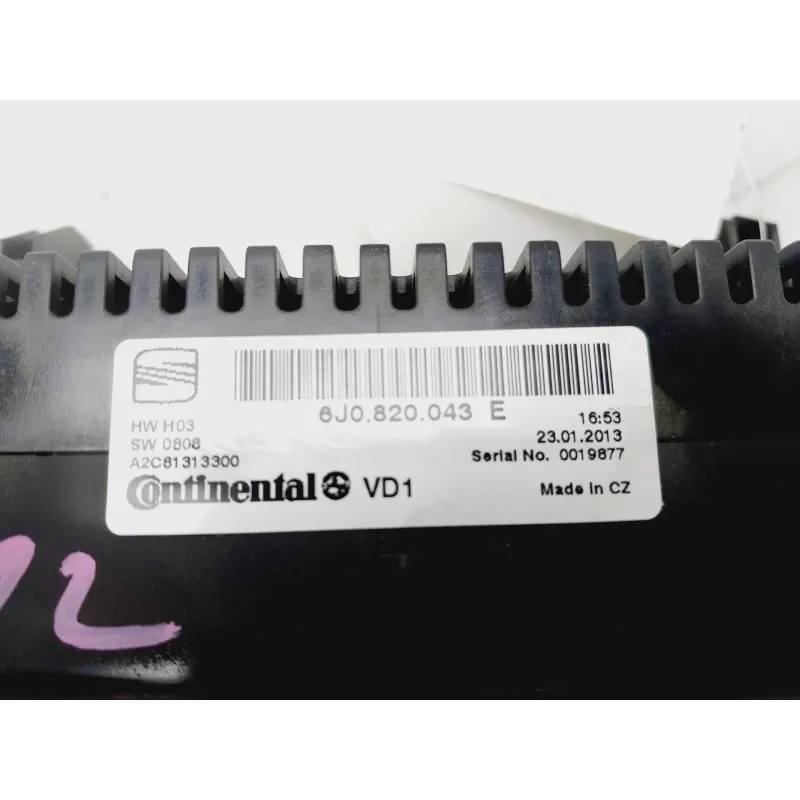 6J0.820.043 E
HW H03
16:53
SW 0808
23.01.2013
A2C81313300
Serial No. 0019877
Continental VD1
Made in CZ
12